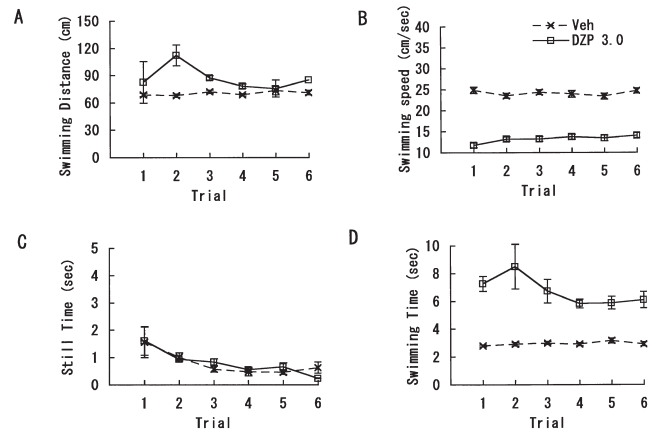 A
Swimming Distance (cm)
150
120
90
60
30
0
1 2 3 4 5 6
Trial
B
Veh
DZP 3.0
Swimming speed (cm/sec)
40
35
30
25
20
15
10
1 2 3 4 5 6
Trial
C
Still Time (sec)
5
4
3
2
1
0
1 2 3 4 5 6
Trial
D
Swimming Time (sec)
10
8
6
4
2
0
1 2 3 4 5 6
Trial